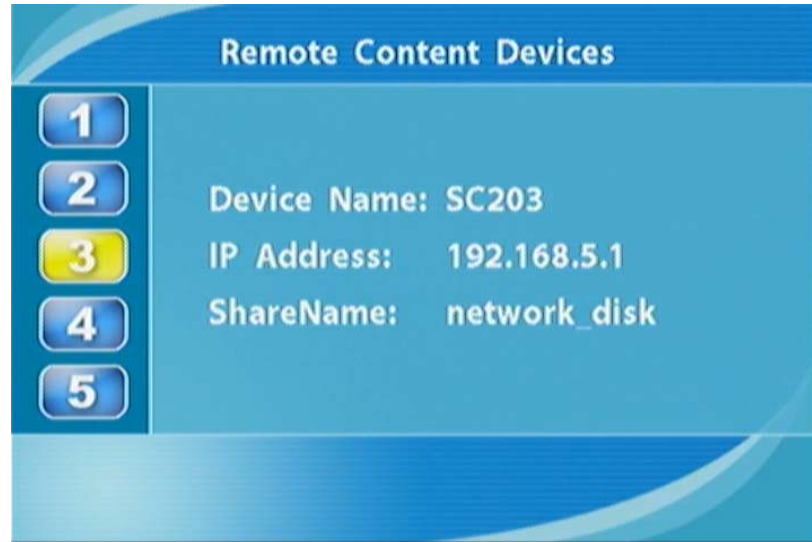 Remote Content Devices
1
2
3
4
5
Device Name: SC203
IP Address: 192.168.5.1
ShareName: network_disk